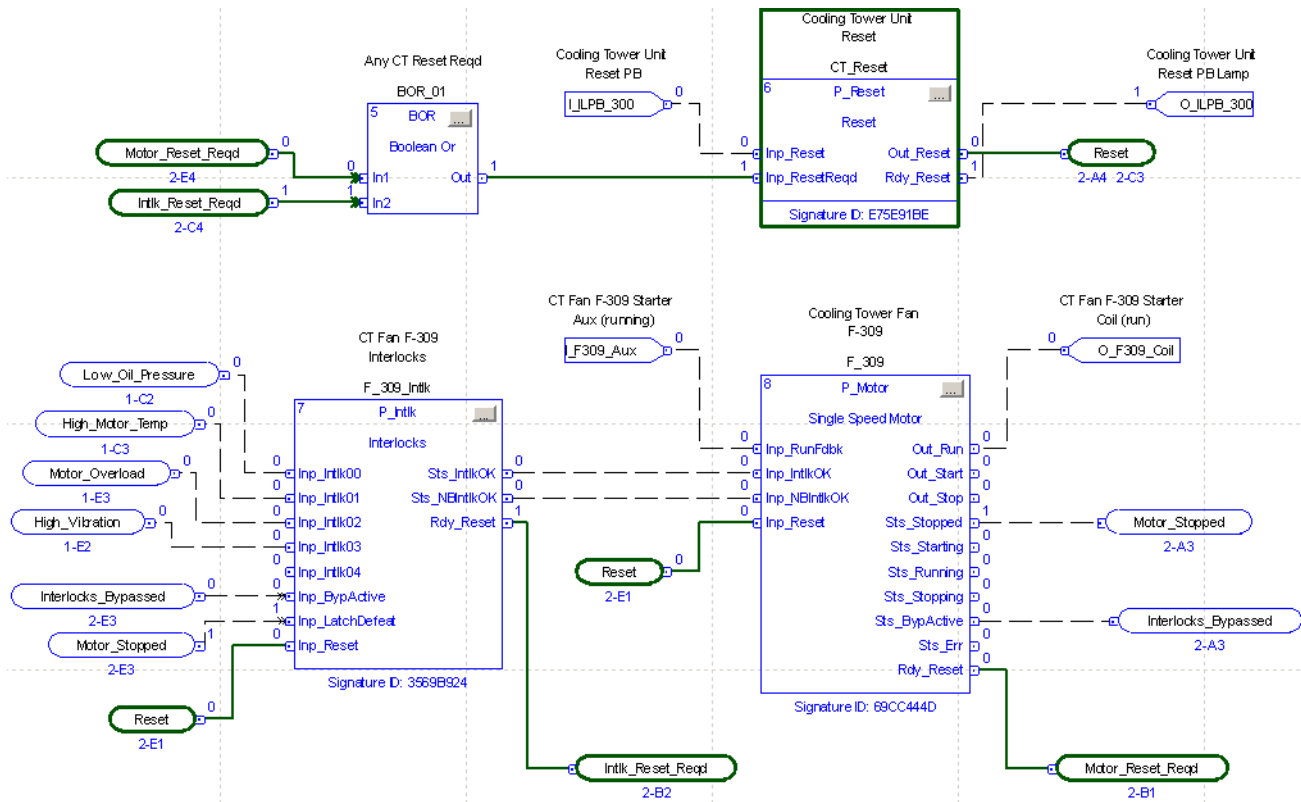 Cooling Tower Unit
Reset
CT_Reset
6
P_Reset
...
Reset
0
Inp_Reset
Out_Reset
0
1
Inp_ResetReqd
Rdy_Reset
1
Signature ID: E75E91BE
Any CT Reset Reqd
BOR_01
5
BOR
...
Boolean Or
0
In1
Out
1
1
In2
Cooling Tower Unit
Reset PB
I_ILPB_300
0
Cooling Tower Unit
Reset PB Lamp
1
O_ILPB_300
Motor_Reset_Reqd
0
2-E4
Intlk_Reset_Reqd
1
2-C4
0
Reset
2-A4 2-C3
CT Fan F-309
Interlocks
F_309_Intlk
7
P_Intlk
...
Interlocks
0
Inp_Intlk00
Sts_IntlkOK
0
0
Inp_Intlk01
Sts_NBIntlkOK
0
0
Inp_Intlk02
Rdy_Reset
1
0
Inp_Intlk03
0
Inp_Intlk04
0
Inp_BypActive
1
Inp_LatchDefeat
0
Inp_Reset
Signature ID: 3569B924
Low_Oil_Pressure
0
1-C2
High_Motor_Temp
0
1-C3
Motor_Overload
0
1-E3
High_Vibration
0
1-E2
Interlocks_Bypassed
0
2-E3
Motor_Stopped
1
2-E3
Reset
0
2-E1
CT Fan F-309 Starter
Aux (running)
I_F309_Aux
0
Cooling Tower Fan
F-309
F_309
8
P_Motor
...
Single Speed Motor
0
Inp_RunFdbk
Out_Run
0
0
Inp_IntlkOK
Out_Start
0
0
Inp_NBIntlkOK
Out_Stop
0
0
Inp_Reset
Sts_Stopped
1
Sts_Starting
0
Sts_Running
0
Sts_Stopping
0
Sts_BypActive
0
Sts_Err
0
Rdy_Reset
0
Signature ID: 69CC444D
CT Fan F-309 Starter
Coil (run)
0
O_F309_Coil
Reset
0
2-E1
Motor_Stopped
2-A3
Interlocks_Bypassed
2-A3
Intlk_Reset_Reqd
2-B2
Motor_Reset_Reqd
2-B1